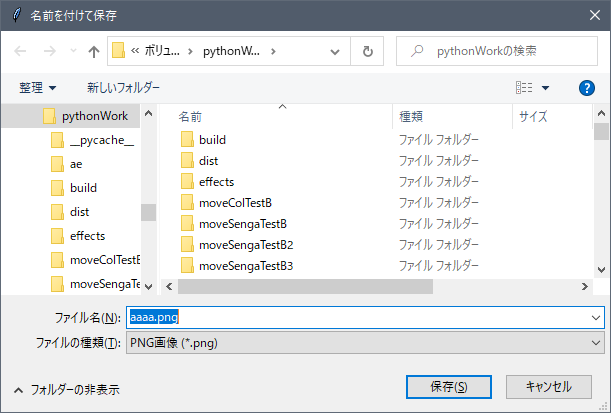 名前を付けて保存
≪ ボリュ... › pythonW... ›
pythonWorkの検索
整理 新しいフォルダー
pythonWork
__pycache__
ae
build
dist
effects
moveColTestB
moveSengaTe
名前 種類 サイズ
build ファイル フォルダー
dist ファイル フォルダー
effects ファイル フォルダー
moveColTestB ファイル フォルダー
moveSengaTestB ファイル フォルダー
moveSengaTestB2 ファイル フォルダー
moveSengaTestB3 ファイル フォルダー
ファイル名(N): aaaa.png
ファイルの種類(T): PNG画像 (*.png)
フォルダーの非表示 保存(S) キャンセル